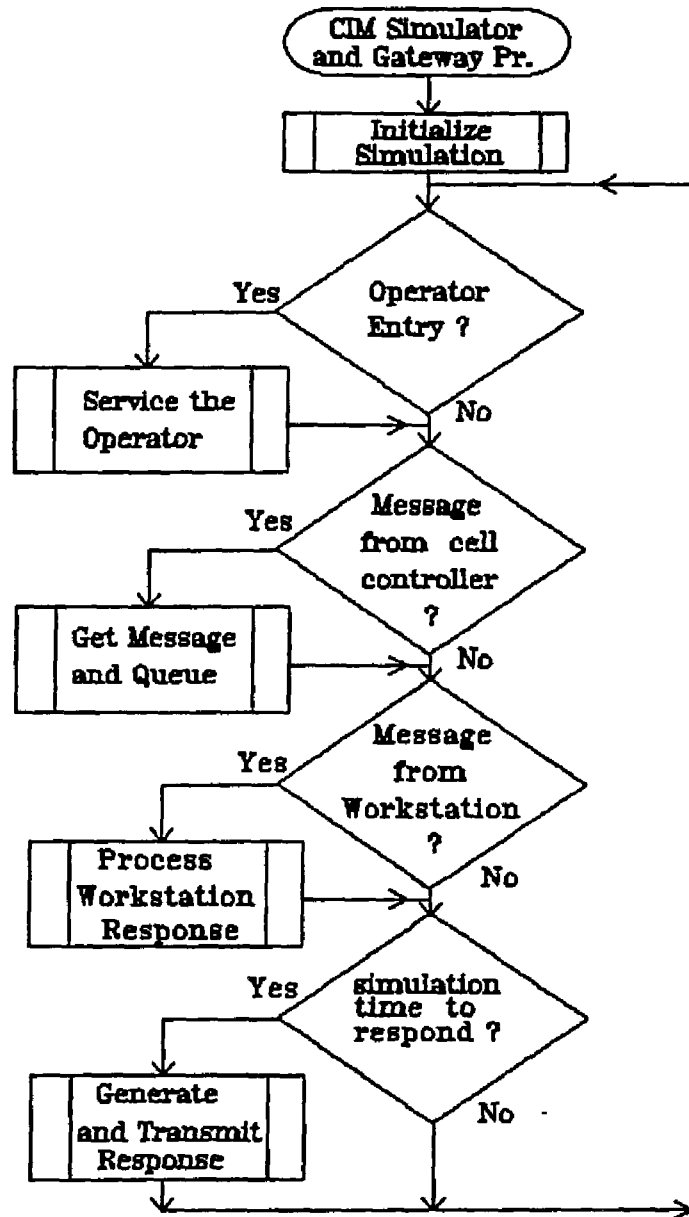 CIM Simulator
and Gateway Pr.
Initialize
Simulation
Operator
Entry ?
Yes
No
Service the
Operator
Message
from cell
controller
?
Yes
No
Get Message
and Queue
Message
from
Workstation
?
Yes
No
Process
Workstation
Response
simulation
time to
respond ?
Yes
No
Generate
and Transmit
Response